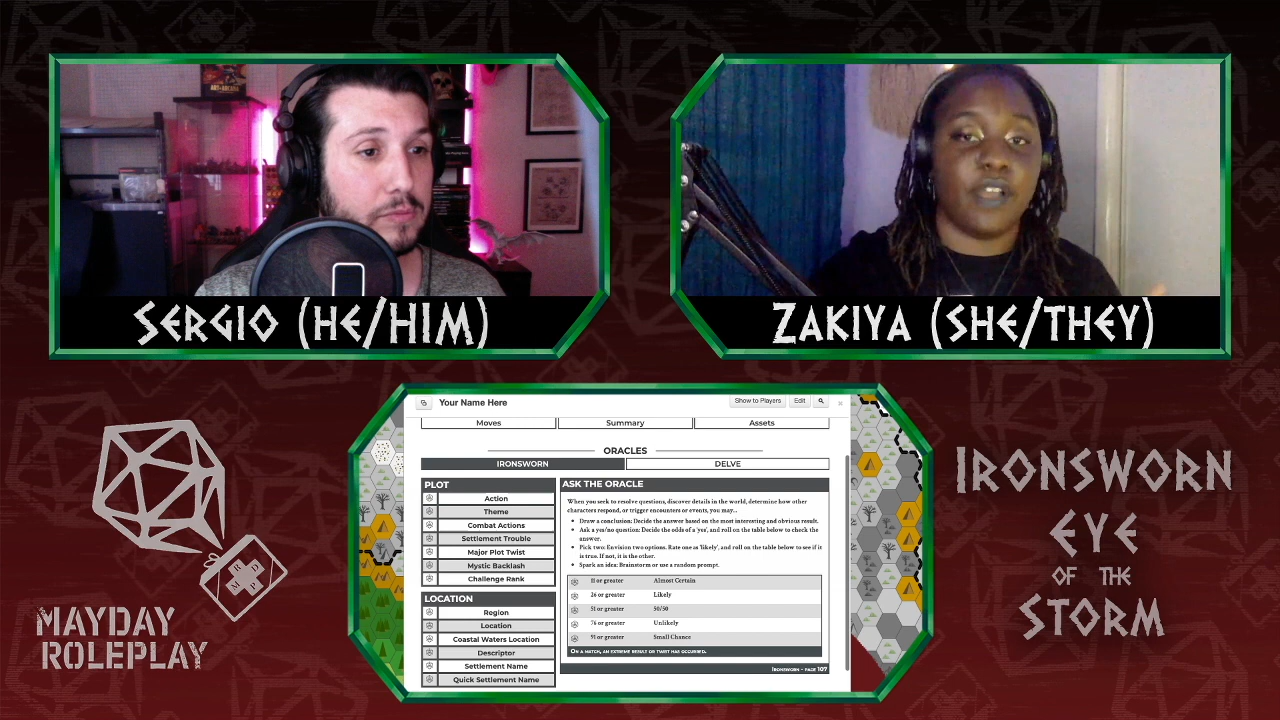 SERGIO (HE/HIM)
ZAKIYA (SHE/THEY)
MAYDAY
ROLEPLAY
Your Name Here
Show to Players
Edit
Moves
Summary
Assets
ORACLES
IRONSWORN
DELVE
PLOT
Action
Theme
Combat Actions
Settlement Trouble
Major Plot Twist
Mystic Backlash
Challenge Rank
LOCATION
Region
Location
Coastal Waters Location
Descriptor
Settlement Name
Quick Settlement Name
ASK THE ORACLE
When you seek to resolve questions, discover details in the world, determine how other
characters respond, or trigger encounters or events, you may...
• Draw a conclusion: Decide the answer based on the most interesting and obvious result.
• Ask a yes/no question: Decide the odds of a 'yes', and roll on the table below to check the
answer.
• Pick two: Envision two options. Rate one as 'likely', and roll on the table below to see if it
is true. If not, it is the other.
• Spark an idea: Brainstorm or use a random prompt.
11 or greater Almost Certain
26 or greater Likely
51 or greater 50/50
76 or greater Unlikely
91 or greater Small Chance
ON A MATCH, AN EXTREME RESULT OR TWIST HAS OCCURRED.
IRONSWORN - PAGE 107
IRONSWORN
EYE
OF THE
STORM